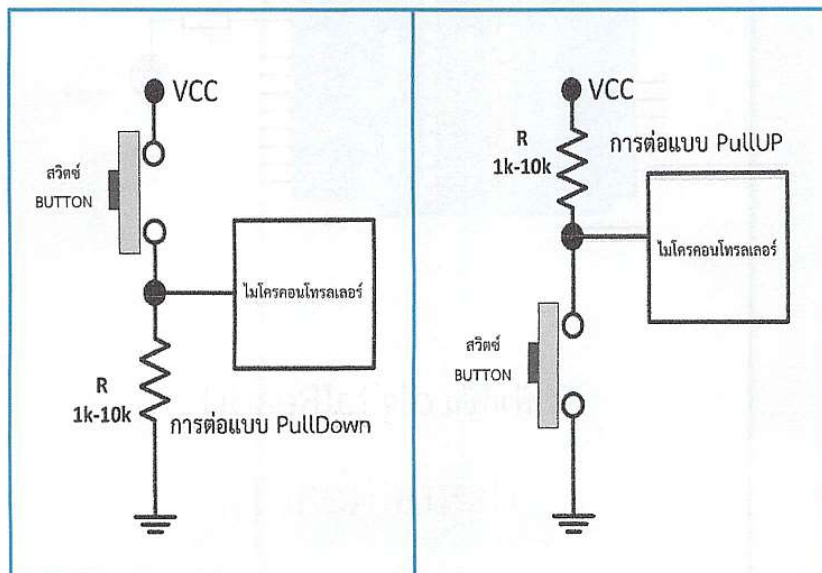 VCC
สวิตซ์
BUTTON
ไมโครคอนโทรลเลอร์
R
1k-10k
การต่อแบบ PullDown
VCC
R
1k-10k
การต่อแบบ PullUP
ไมโครคอนโทรลเลอร์
สวิตซ์
BUTTON